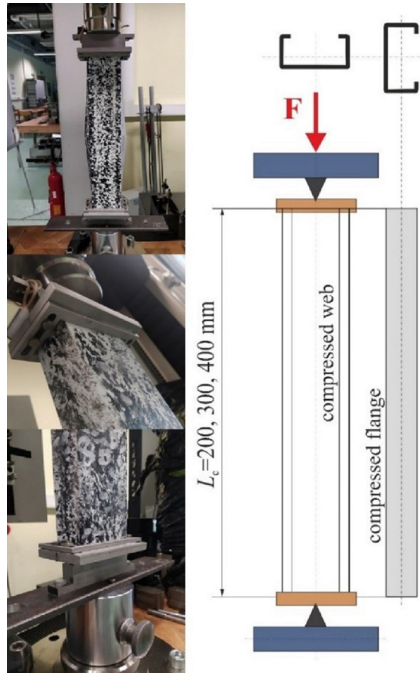 F
compressed web
compressed flange
Lc=200, 300, 400 mm